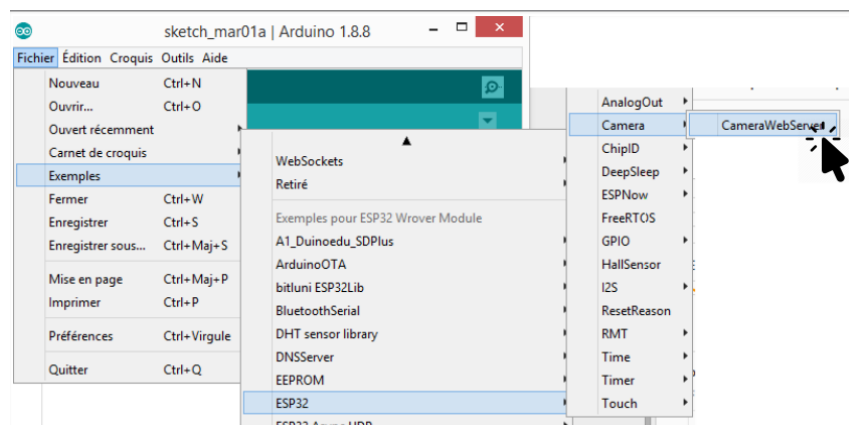 sketch_mar01a | Arduino 1.8.8
Fichier Édition Croquis Outils Aide
Nouveau Ctrl+N
Ouvrir... Ctrl+O
Ouvert récemment
Carnet de croquis
Exemples
Fermer Ctrl+W
Enregistrer Ctrl+S
Enregistrer sous... Ctrl+Maj+S
Mise en page Ctrl+Maj+P
Imprimer Ctrl+P
Préférences Ctrl+Virgule
Quitter Ctrl+Q
WebSockets
Retiré
Exemples pour ESP32 Wrover Module
A1_Duinoedu_SDPlus
ArduinoOTA
bitluni ESP32Lib
BluetoothSerial
DHT sensor library
DNSServer
EEPROM
ESP32
ESP32 Async UDP
AnalogOut
Camera
ChipID
DeepSleep
ESPNow
FreeRTOS
GPIO
HallSensor
I2S
ResetReason
RMT
Time
Timer
Touch
CameraWebServer